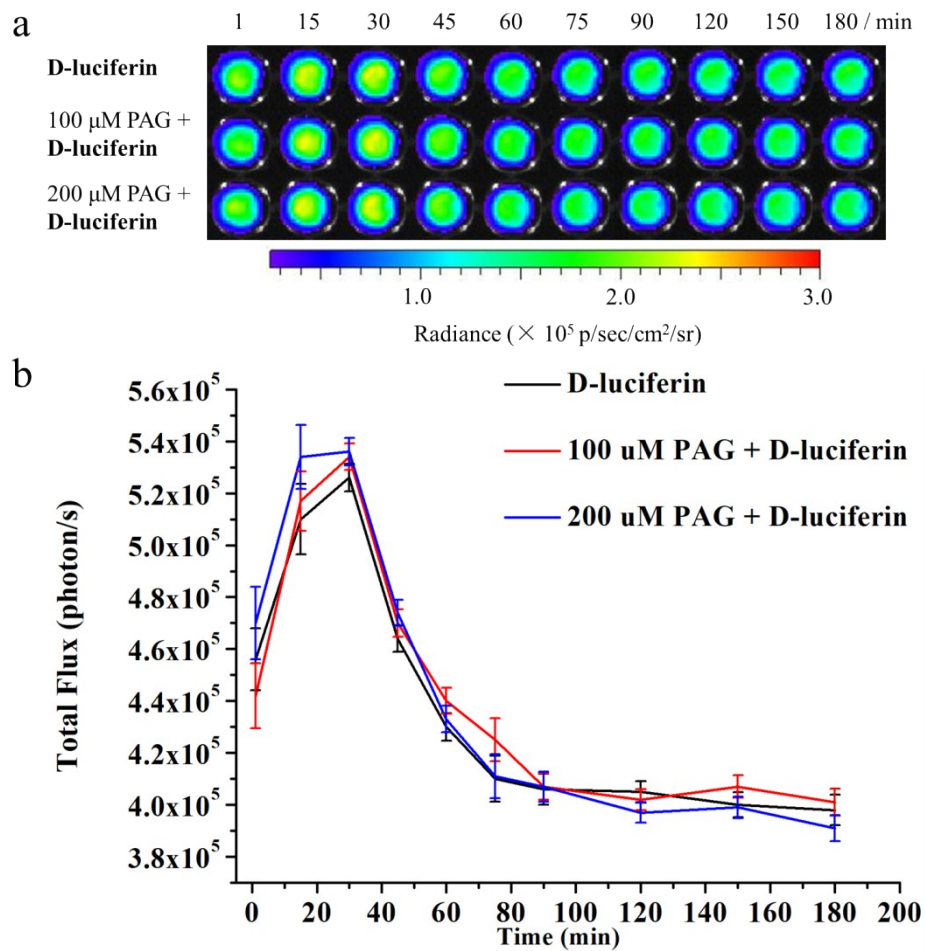 a
1 15 30 45 60 75 90 120 150 180 / min
D-luciferin
100 μM PAG +
D-luciferin
200 μM PAG +
D-luciferin
1.0 2.0 3.0
Radiance (× 10⁵ p/sec/cm²/sr)
b
D-luciferin
100 uM PAG + D-luciferin
200 uM PAG + D-luciferin
Total Flux (photon/s)
5.6x10⁵
5.4x10⁵
5.2x10⁵
5.0x10⁵
4.8x10⁵
4.6x10⁵
4.4x10⁵
4.2x10⁵
4.0x10⁵
3.8x10⁵
0 20 40 60 80 100 120 140 160 180 200
Time (min)